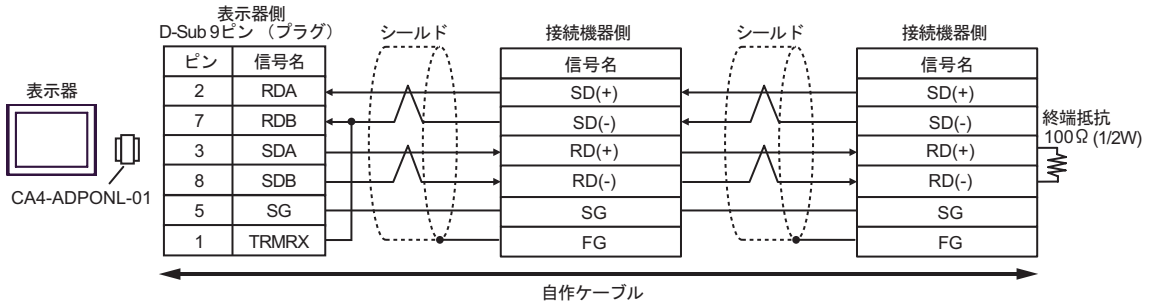 表示器側
D-Sub 9ピン （プラグ）
シールド
接続機器側
シールド
接続機器側
ピン 信号名
信号名
信号名
2 RDA
SD(+)
SD(+)
7 RDB
SD(-)
SD(-)
3 SDA
RD(+)
RD(+)
8 SDB
RD(-)
RD(-)
5 SG
SG
SG
1 TRMRX
FG
FG
表示器
CA4-ADPONL-01
終端抵抗
100Ω (1/2W)
自作ケーブル